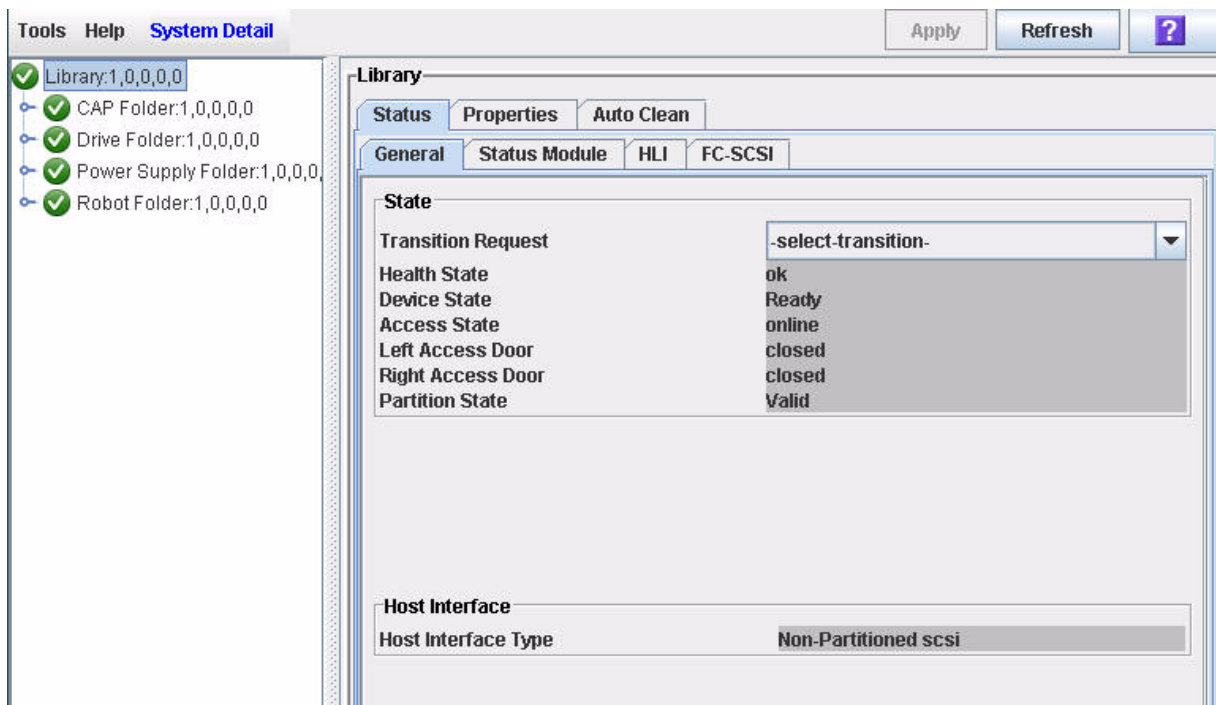 Tools Help System Detail
Apply Refresh ?
Library:1,0,0,0,0
CAP Folder:1,0,0,0,0
Drive Folder:1,0,0,0,0
Power Supply Folder:1,0,0,0,
Robot Folder:1,0,0,0,0
Library
Status Properties Auto Clean
General Status Module HLI FC-SCSI
State
Transition Request -select-transition-
Health State ok
Device State Ready
Access State online
Left Access Door closed
Right Access Door closed
Partition State Valid
Host Interface
Host Interface Type Non-Partitioned scsi